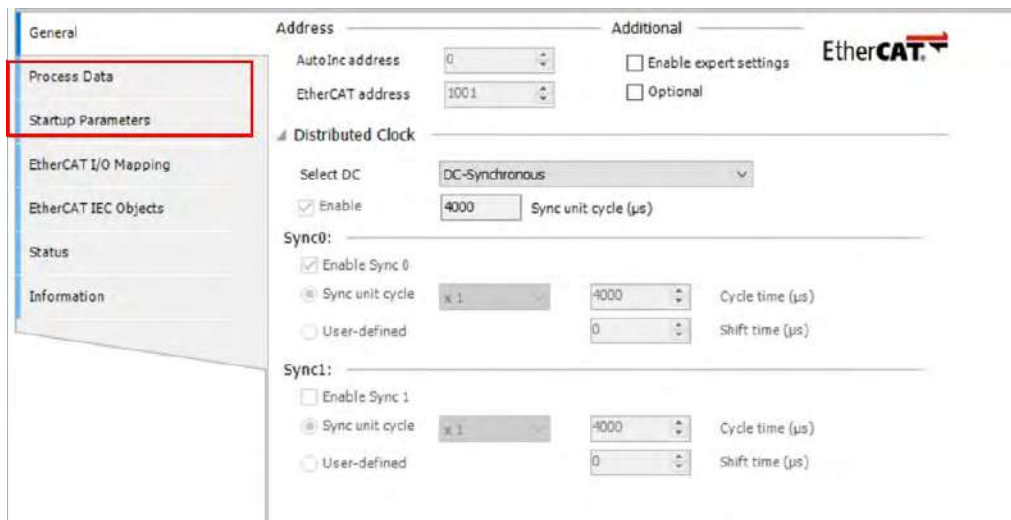 General
Process Data
Startup Parameters
EtherCAT I/O Mapping
EtherCAT IEC Objects
Status
Information
Address
AutoInc address 0
EtherCAT address 1001
Additional
Enable expert settings
Optional
EtherCAT.
Distributed Clock
Select DC DC-Synchronous
Enable 4000 Sync unit cycle (µs)
Sync0:
Enable Sync 0
Sync unit cycle x 1 4000 Cycle time (µs)
User-defined 0 Shift time (µs)
Sync1:
Enable Sync 1
Sync unit cycle x 1 4000 Cycle time (µs)
User-defined 0 Shift time (µs)